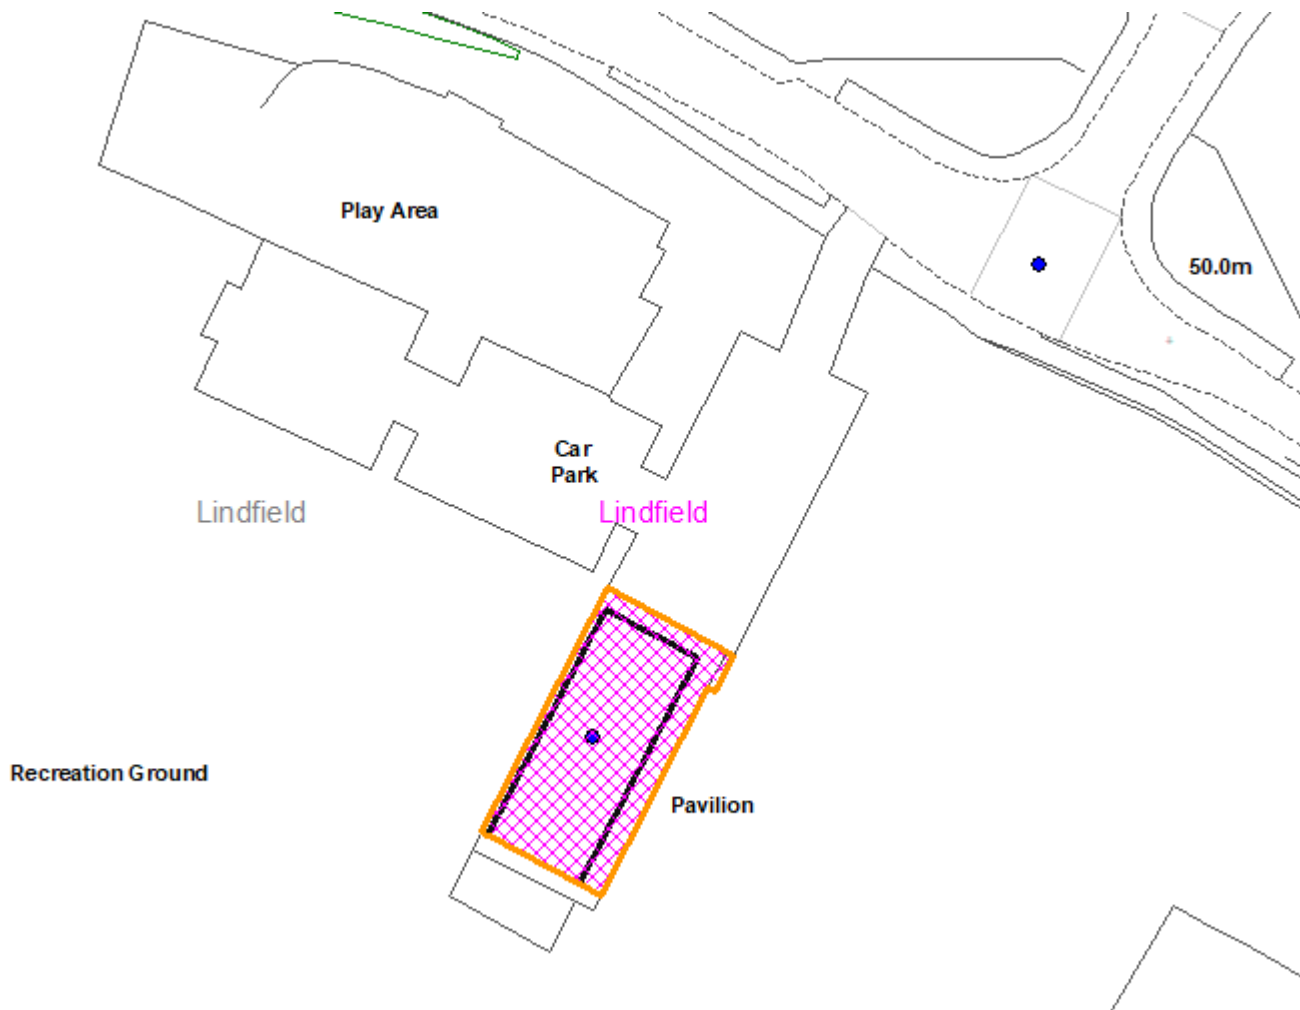 Play Area
50.0m
Car
Park
Lindfield
Lindfield
Recreation Ground
Pavilion